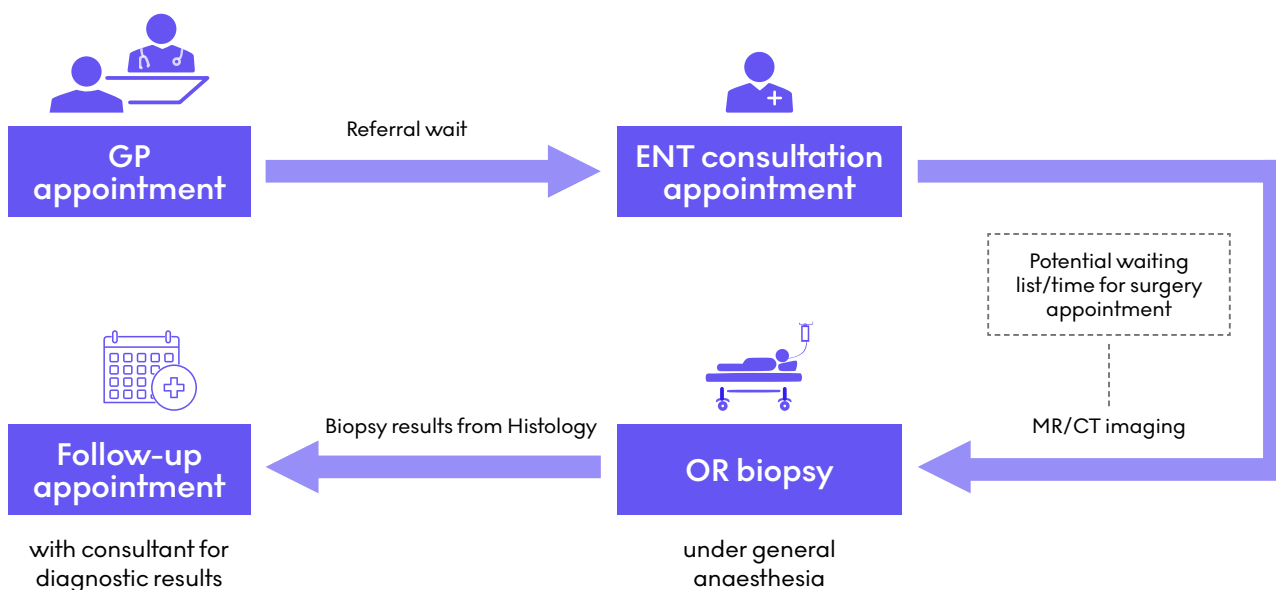 GP
appointment
Referral wait
ENT consultation
appointment
Potential waiting
list/time for surgery
appointment
MR/CT imaging
OR biopsy
under general
anaesthesia
Biopsy results from Histology
Follow-up
appointment
with consultant for
diagnostic results